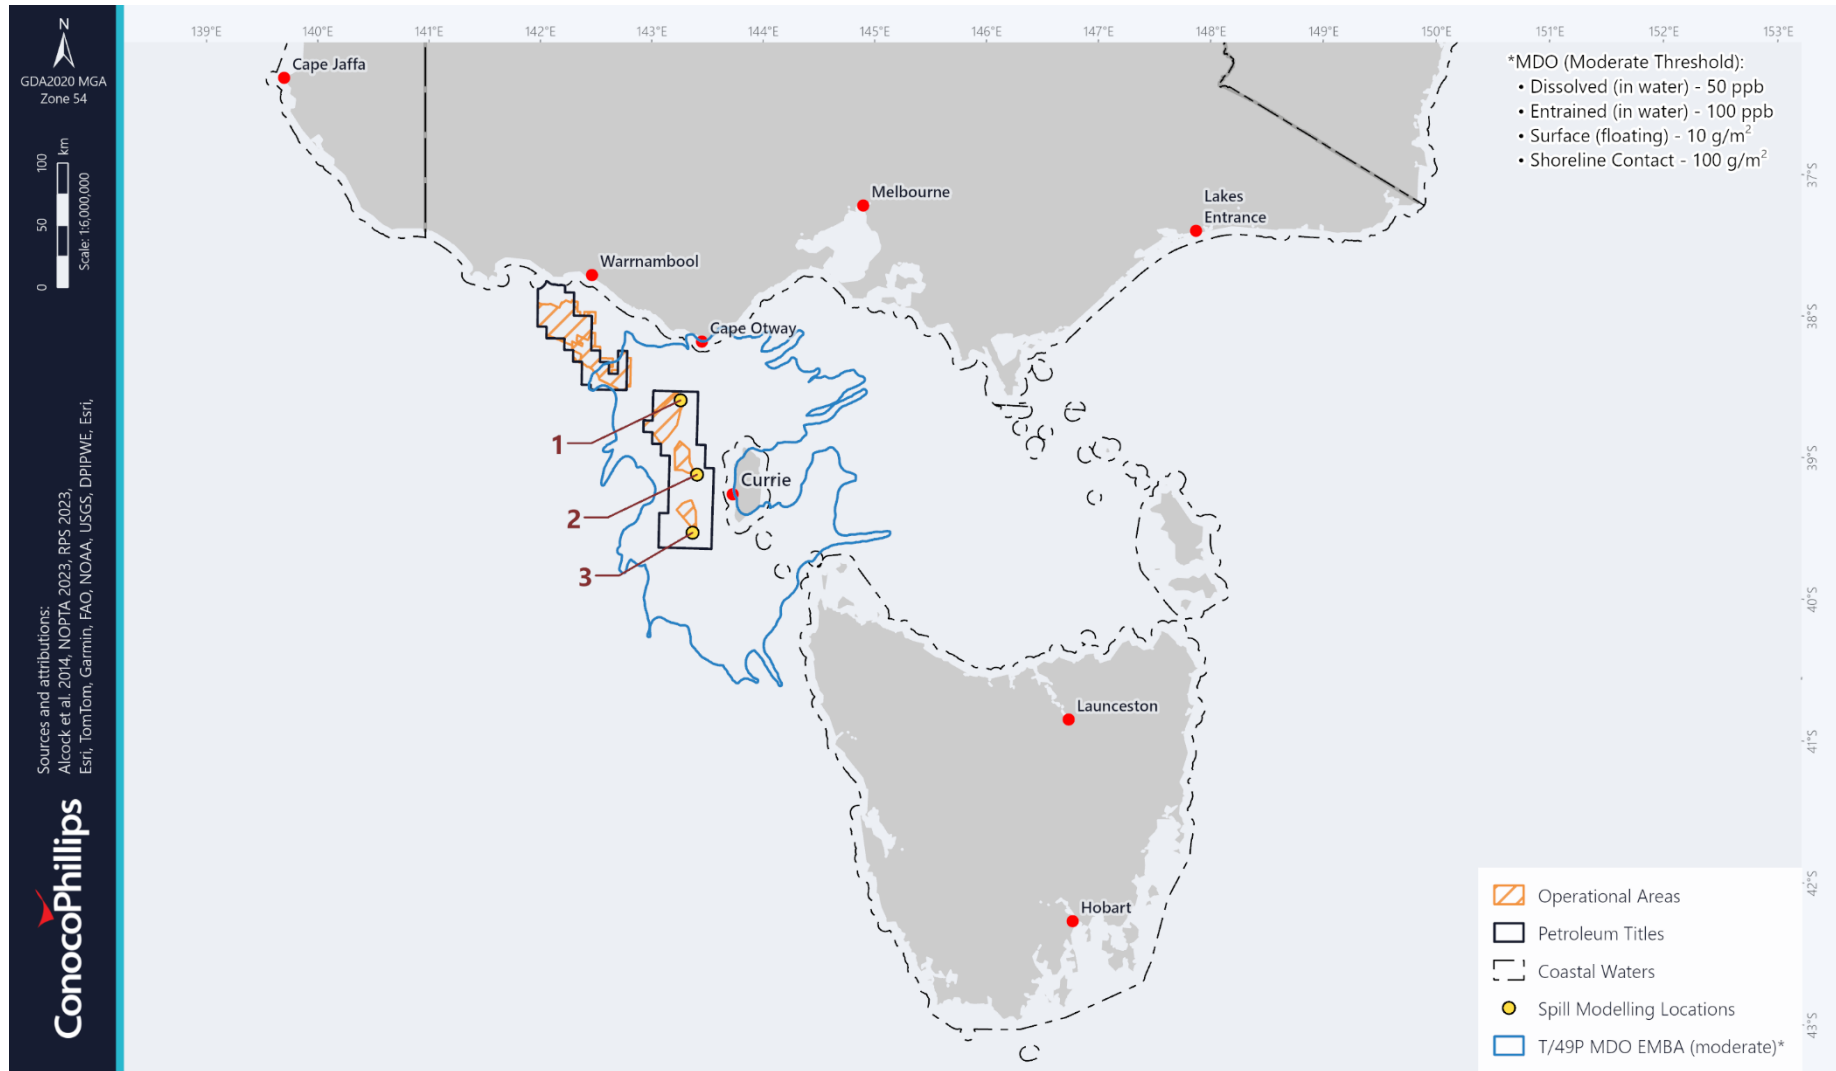 N
GDA2020 MGA
Zone 54
0 50 100 km
Scale: 1:6,000,000
Sources and attributions:
Alcock et al. 2014, NOPTA 2023, RPS 2023,
Esri, TomTom, Garmin, FAO, NOAA, USGS, DPIPWE, Esri,
ConocoPhillips
139°E 140°E 141°E 142°E 143°E 144°E 145°E 146°E 147°E 148°E 149°E 150°E 151°E 152°E 153°E
*MDO (Moderate Threshold):
• Dissolved (in water) - 50 ppb
• Entrained (in water) - 100 ppb
• Surface (floating) - 10 g/m²
• Shoreline Contact - 100 g/m²
37°S
38°S
39°S
40°S
41°S
42°S
43°S
Cape Jaffa
Melbourne
Lakes
Entrance
Warrnambool
Cape Otway
1
Currie
2
3
Launceston
Hobart
Operational Areas
Petroleum Titles
Coastal Waters
Spill Modelling Locations
T/49P MDO EMBA (moderate)*